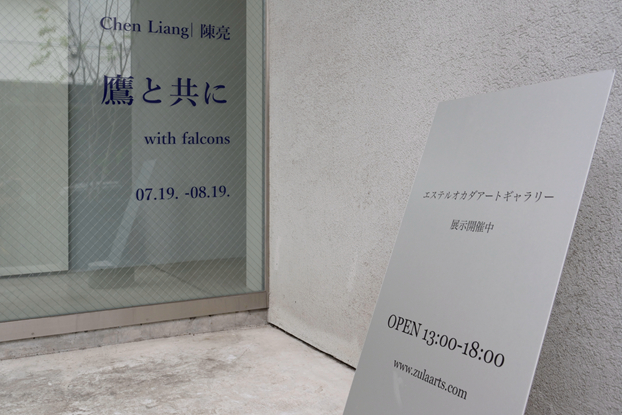 Chen Liang| 陳亮
鷹と共に
with falcons
07.19. -08.19.
エステルオカダアートギャラリー
展示開催中
OPEN 13:00-18:00
www.zulaarts.com